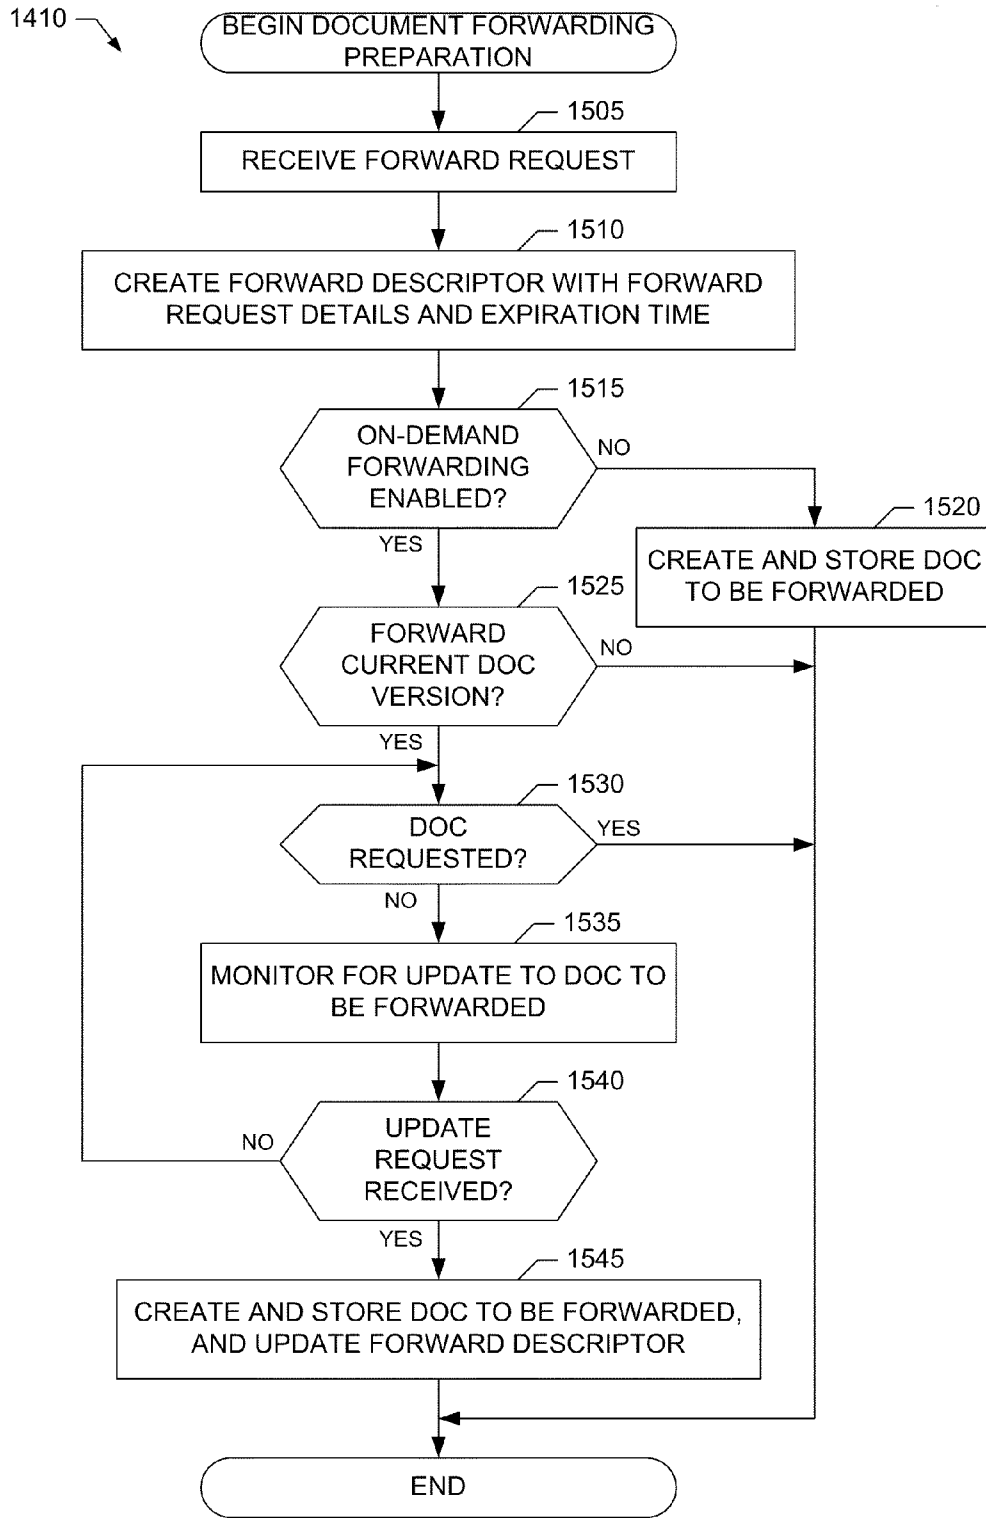 1410
BEGIN DOCUMENT FORWARDING
PREPARATION
1505
RECEIVE FORWARD REQUEST
1510
CREATE FORWARD DESCRIPTOR WITH FORWARD
REQUEST DETAILS AND EXPIRATION TIME
1515
ON-DEMAND
FORWARDING
ENABLED?
NO
YES
1520
CREATE AND STORE DOC
TO BE FORWARDED
1525
FORWARD
CURRENT DOC
VERSION?
NO
YES
1530
DOC
REQUESTED?
YES
NO
1535
MONITOR FOR UPDATE TO DOC TO
BE FORWARDED
1540
UPDATE
REQUEST
RECEIVED?
NO
YES
1545
CREATE AND STORE DOC TO BE FORWARDED,
AND UPDATE FORWARD DESCRIPTOR
END